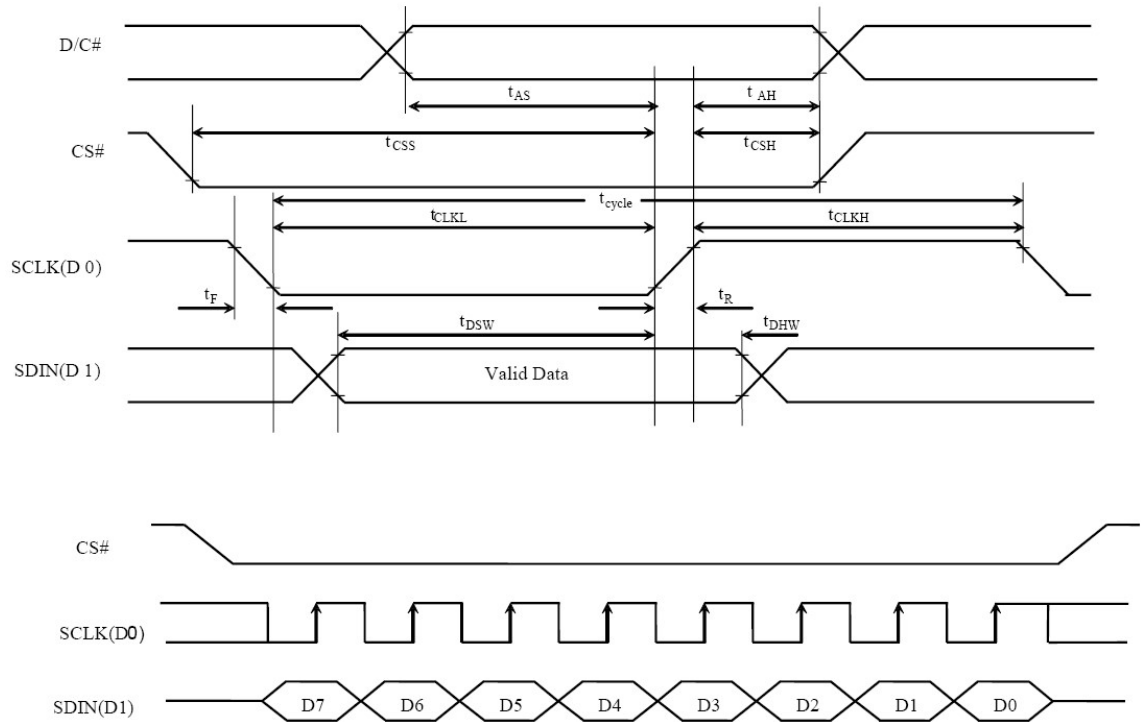 D/C#
tAS
t AH
CS#
tCSS
tCSH
tcycle
tCLKL
tCLKH
SCLK(D 0)
tF
tR
tDSW
tDHW
SDIN(D 1)
Valid Data
CS#
SCLK(D0)
SDIN(D1)
D7 D6 D5 D4 D3 D2 D1 D0